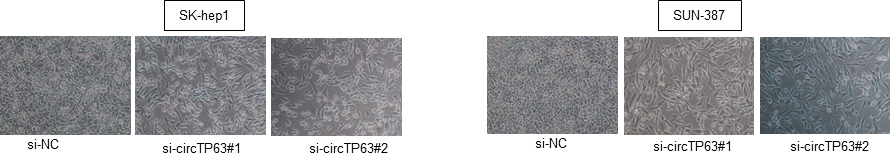 SK-hep1
SUN-387
si-NC
si-circTP63#1
si-circTP63#2
si-NC
si-circTP63#1
si-circTP63#2